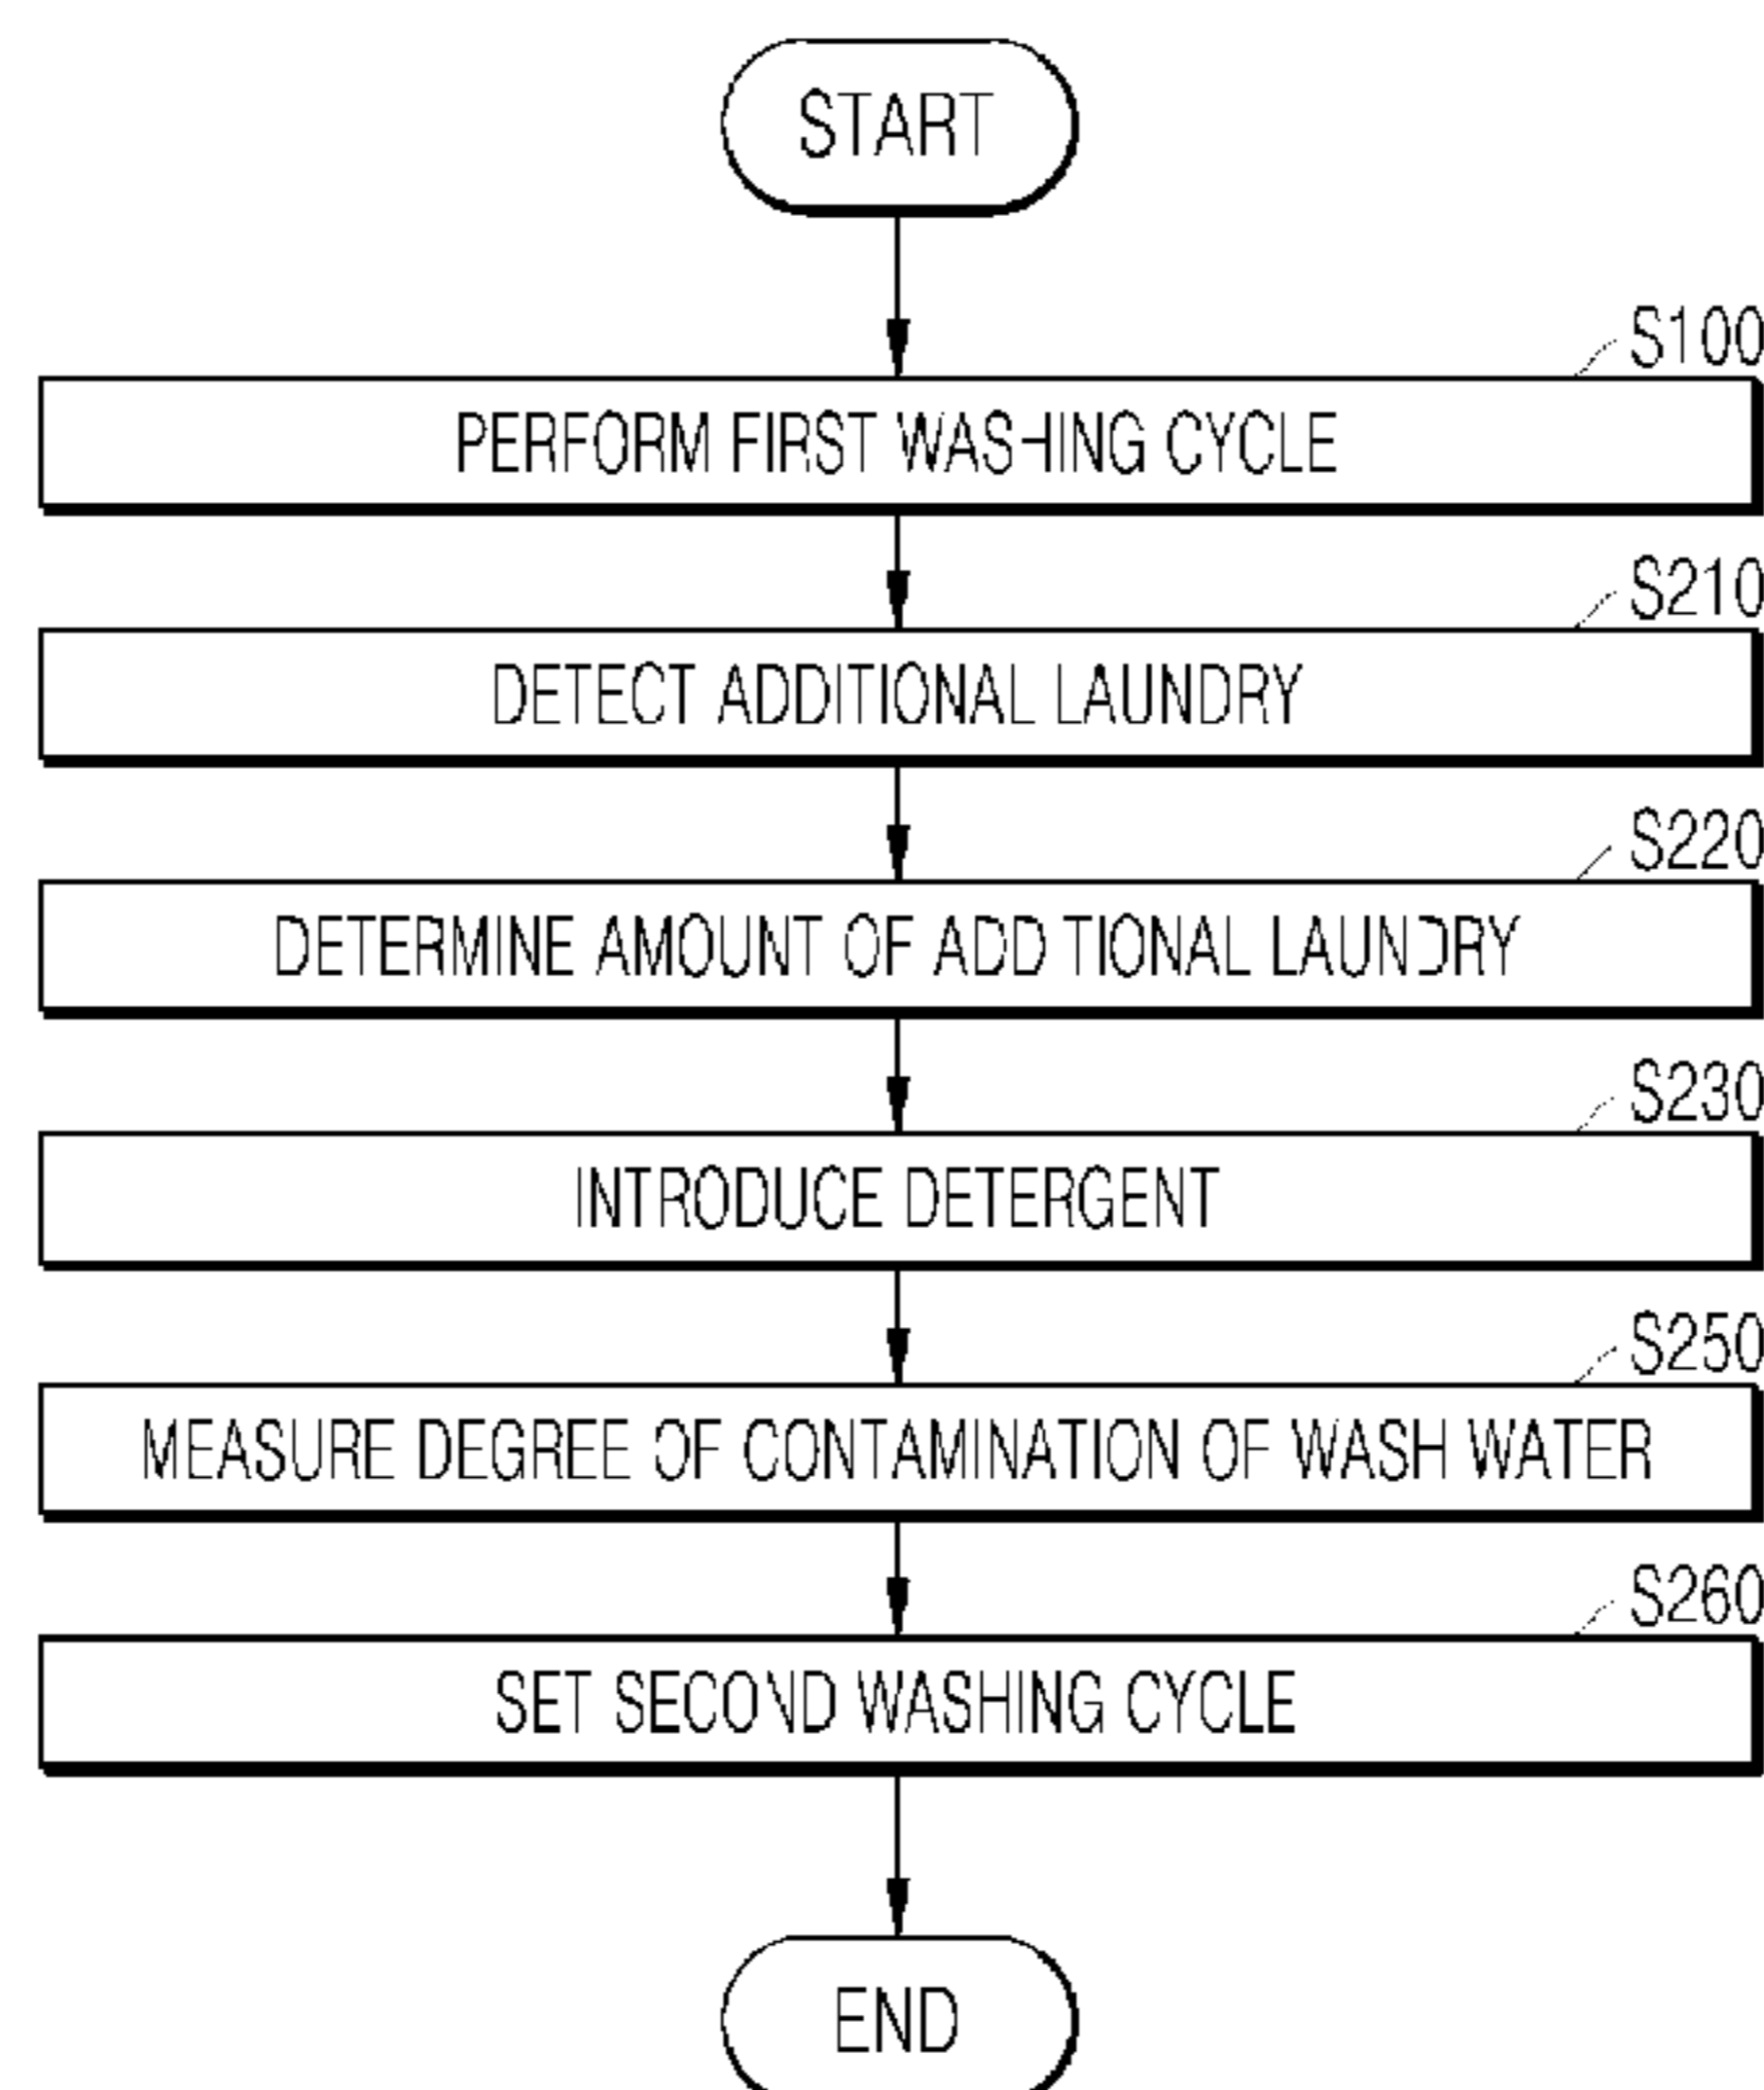 START
S100
PERFORM FIRST WASHING CYCLE
S210
DETECT ADDITIONAL LAUNDRY
S220
DETERMINE AMOUNT OF ADDITIONAL LAUNDRY
S230
INTRODUCE DETERGENT
S250
MEASURE DEGREE OF CONTAMINATION OF WASH WATER
S260
SET SECOND WASHING CYCLE
END